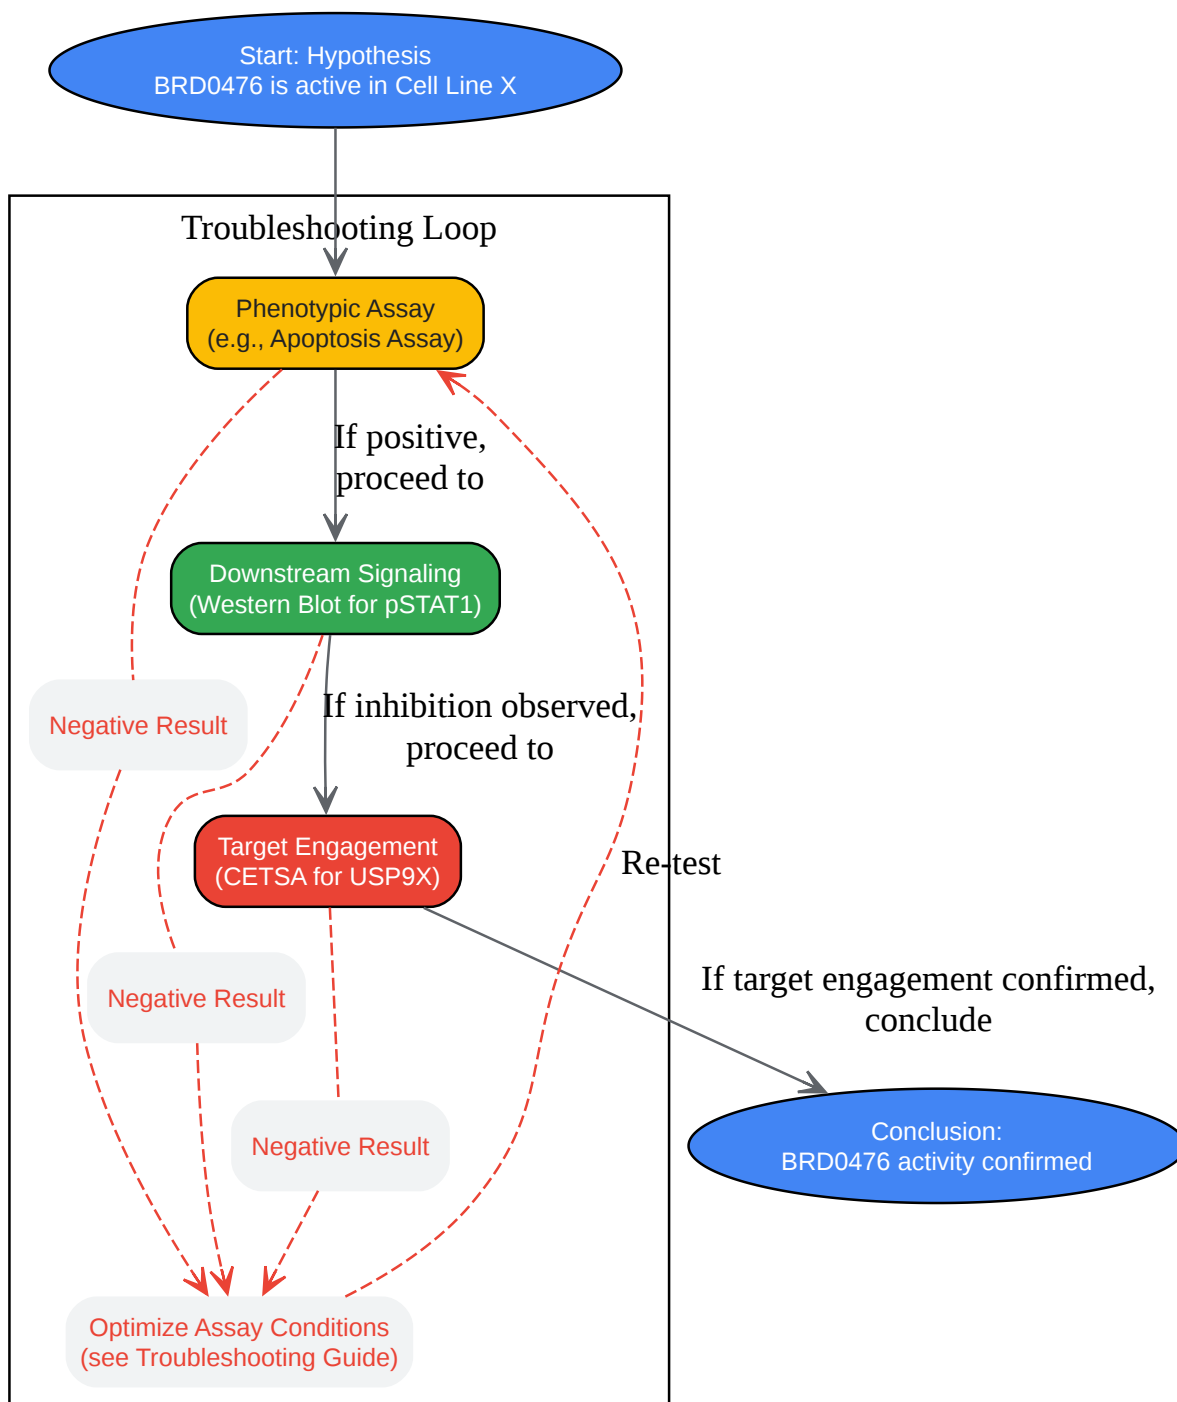 Start: Hypothesis
BRD0476 is active in Cell Line X
Troubleshooting Loop
Phenotypic Assay
(e.g., Apoptosis Assay)
If positive,
proceed to
Downstream Signaling
(Western Blot for pSTAT1)
If inhibition observed,
proceed to
Negative Result
Target Engagement
(CETSA for USP9X)
Re-test
Negative Result
If target engagement confirmed,
conclude
Negative Result
Conclusion:
BRD0476 activity confirmed
Optimize Assay Conditions
(see Troubleshooting Guide)